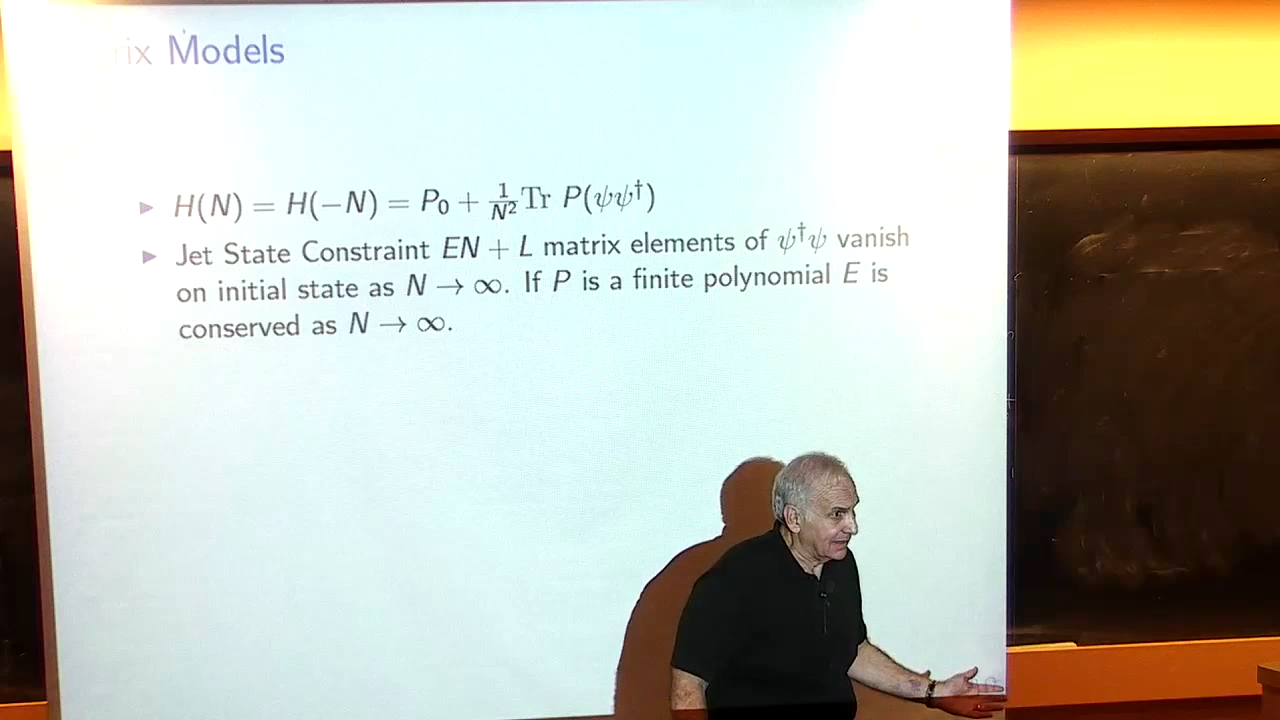 ix Models
▶ H(N) = H(−N) = P₀ + 1/N² Tr P(ψψ†)
▶ Jet State Constraint EN + L matrix elements of ψ†ψ vanish
on initial state as N → ∞. If P is a finite polynomial E is
conserved as N → ∞.